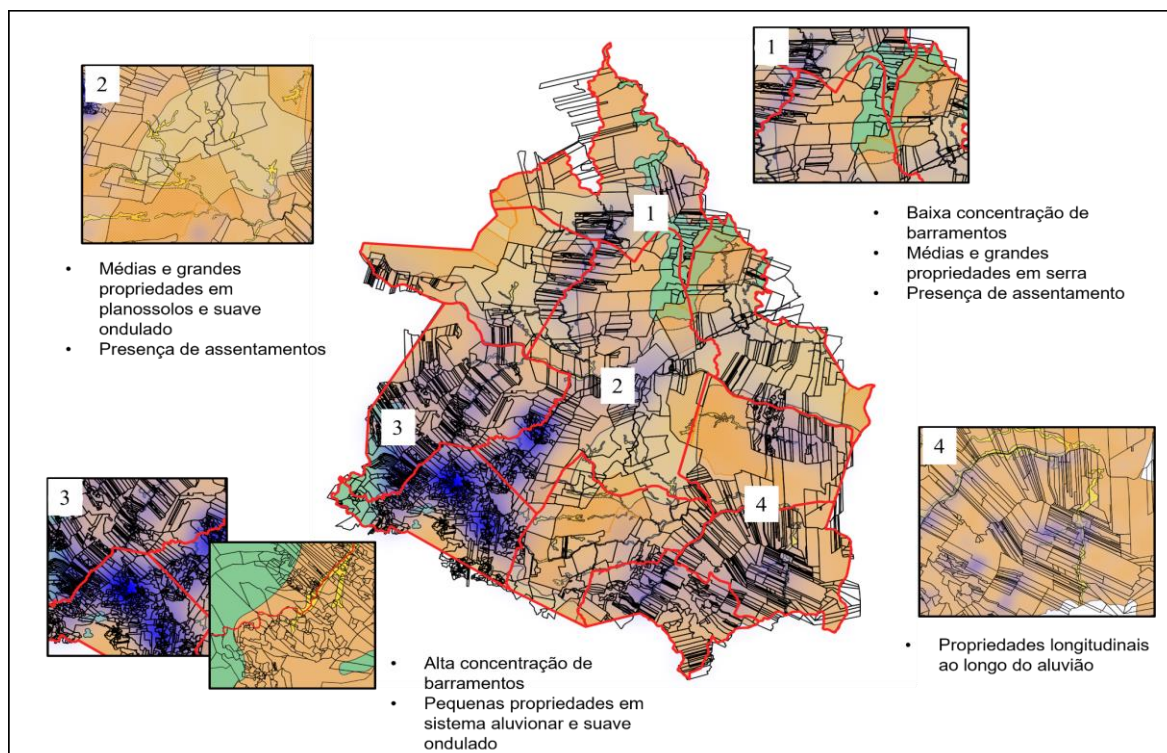 1
2
• Médias e grandes
propriedades em
planossolos e suave
ondulado
• Presença de assentamentos
• Baixa concentração de
barramentos
• Médias e grandes
propriedades em serra
• Presença de assentamento
1
2
3
4
3
• Alta concentração de
barramentos
• Pequenas propriedades em
sistema aluvionar e suave
ondulado
4
• Propriedades longitudinais
ao longo do aluvião